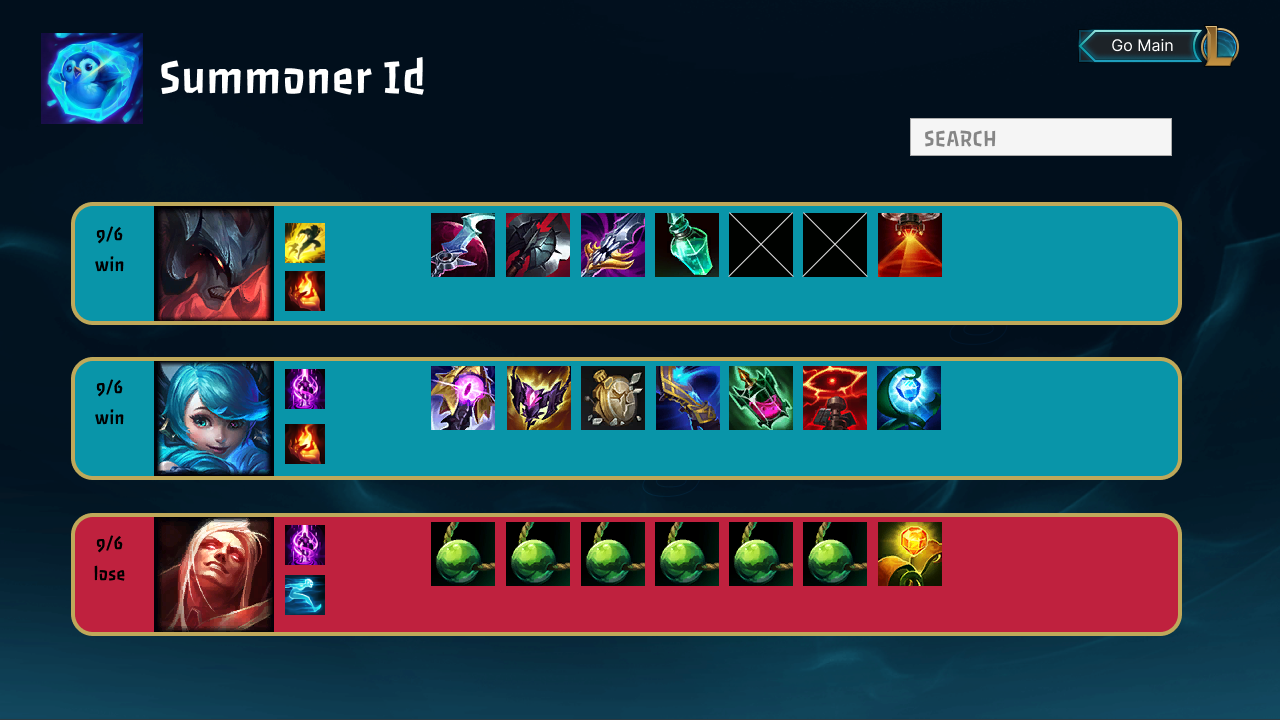 Go Main
Summoner Id
SEARCH
9/6
win
9/6
win
9/6
lose